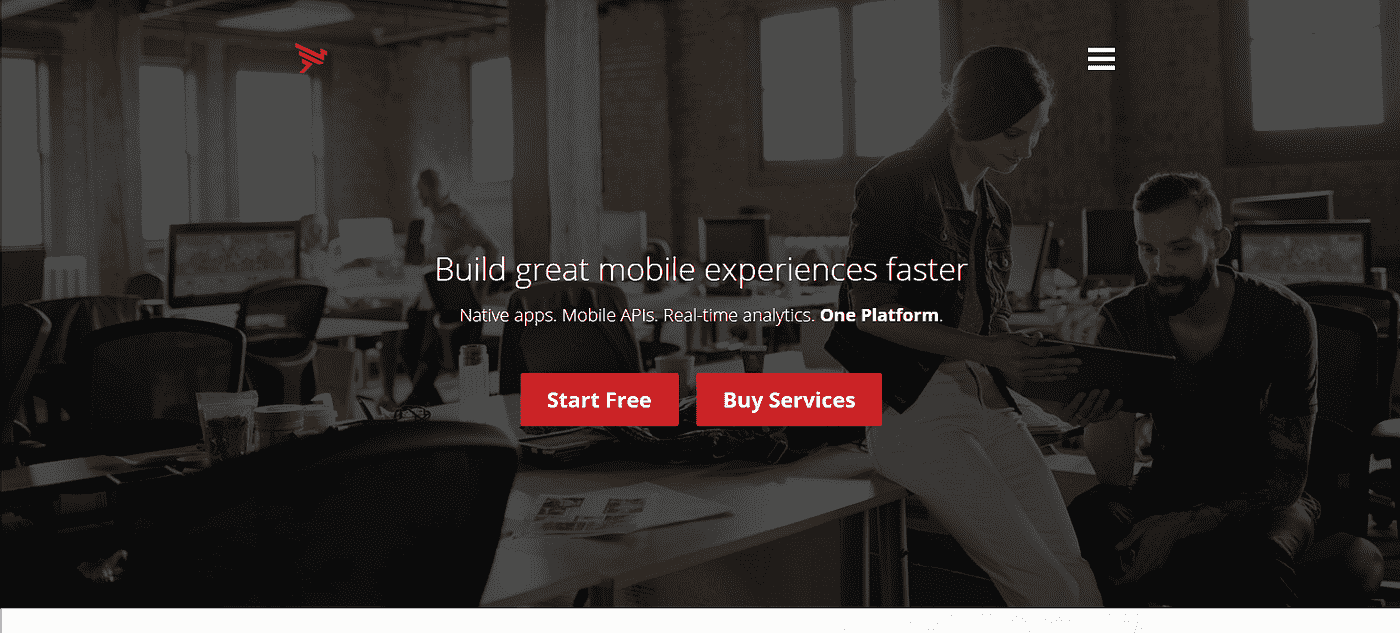 Build great mobile experiences faster
Native apps. Mobile APIs. Real-time analytics. One Platform.
Start Free
Buy Services